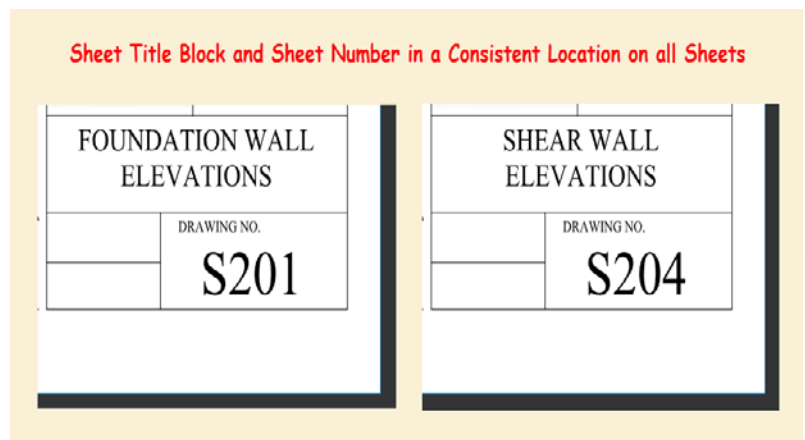 Sheet Title Block and Sheet Number in a Consistent Location on all Sheets
FOUNDATION WALL
ELEVATIONS
DRAWING NO.
S201
SHEAR WALL
ELEVATIONS
DRAWING NO.
S204